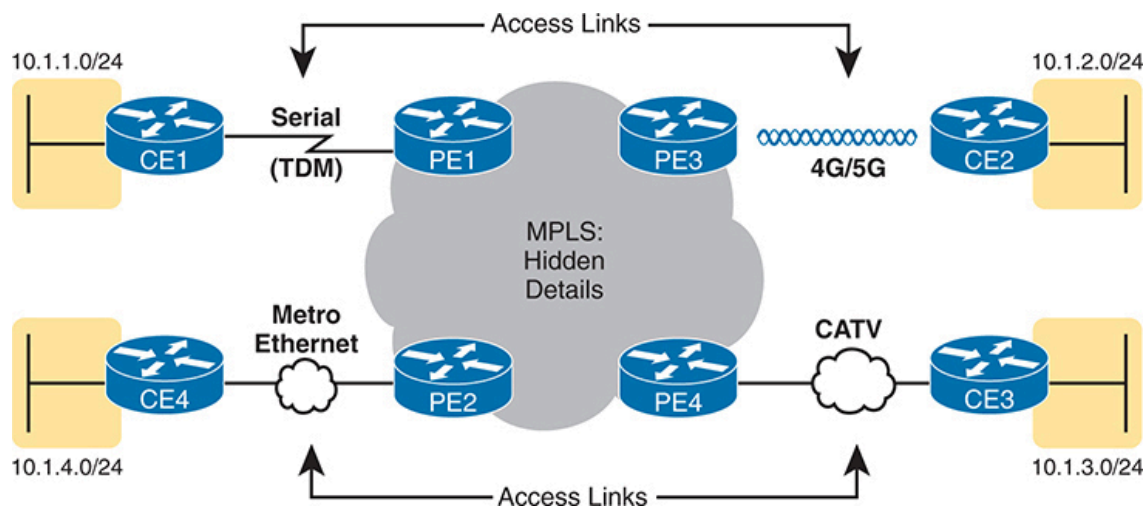 Access Links
10.1.1.0/24
10.1.2.0/24
Serial
(TDM)
CE1
PE1
PE3
4G/5G
CE2
MPLS:
Hidden
Details
Metro
Ethernet
CATV
CE4
PE2
PE4
CE3
10.1.4.0/24
10.1.3.0/24
Access Links